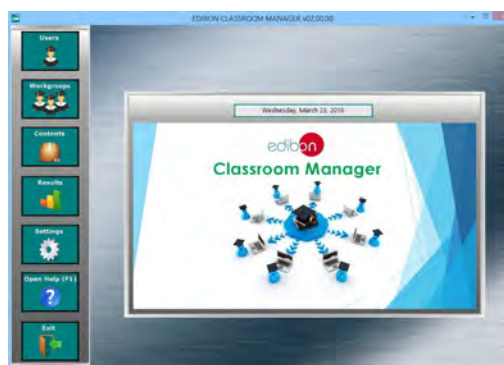 EDIBON CLASSROOM MANAGER v02.00.00
Users
Workgroups
Contents
Results
Settings
Open Help (F1)
Exit
Wednesday, March 23, 2016
edibon
Classroom Manager